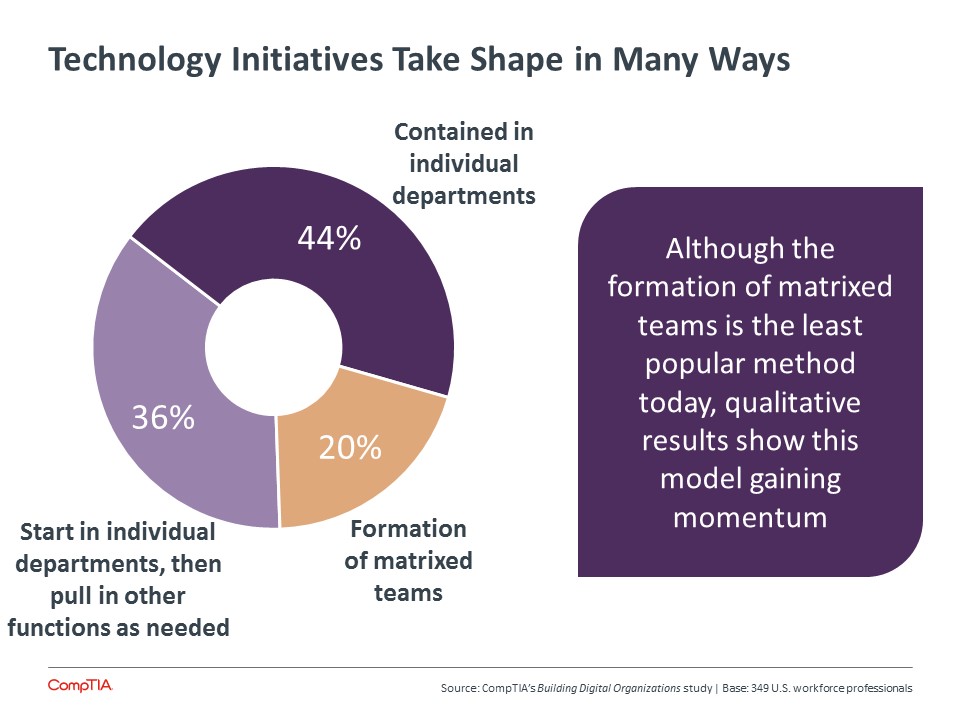 Technology Initiatives Take Shape in Many Ways
Contained in
individual
departments
44%
36%
20%
Start in individual
departments, then
pull in other
functions as needed
Formation
of matrixed
teams
Although the
formation of matrixed
teams is the least
popular method
today, qualitative
results show this
model gaining
momentum
CompTIA.
Source: CompTIA's Building Digital Organizations study | Base: 349 U.S. workforce professionals